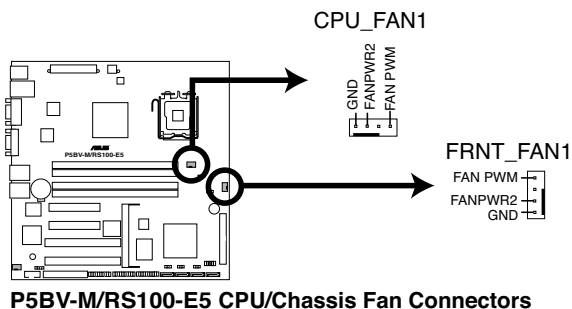 CPU_FAN1
GND
FANPWR2
FAN PWM
ASUS
P5BV-M/RS100-E5
FRNT_FAN1
FAN PWM
FANPWR2
GND
P5BV-M/RS100-E5 CPU/Chassis Fan Connectors